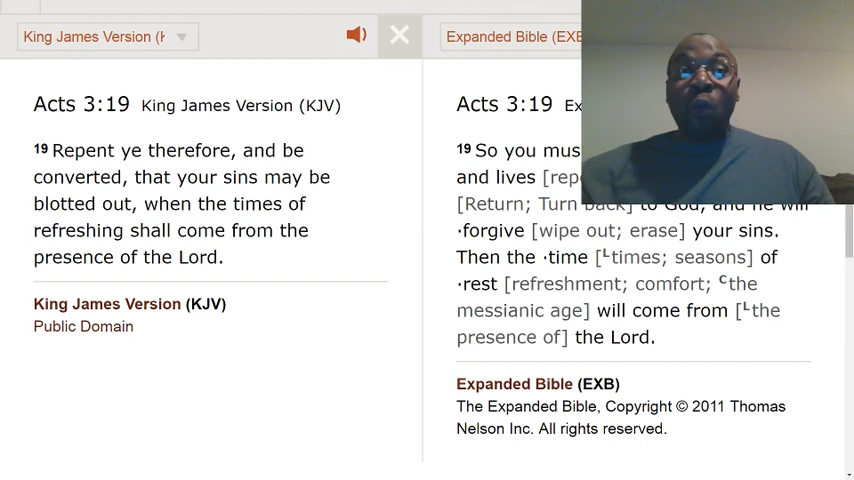 King James Version (
Expanded Bible (EXB
Acts 3:19 King James Version (KJV)
19 Repent ye therefore, and be
converted, that your sins may be
blotted out, when the times of
refreshing shall come from the
presence of the Lord.
King James Version (KJV)
Public Domain
Acts 3:19 Ex
19 So you mus
and lives [rep
[Return; Turn back] to God, and he will
·forgive [wipe out; erase] your sins.
Then the ·time [Ltimes; seasons] of
·rest [refreshment; comfort; Cthe
messianic age] will come from [Lthe
presence of] the Lord.
Expanded Bible (EXB)
The Expanded Bible, Copyright © 2011 Thomas
Nelson Inc. All rights reserved.